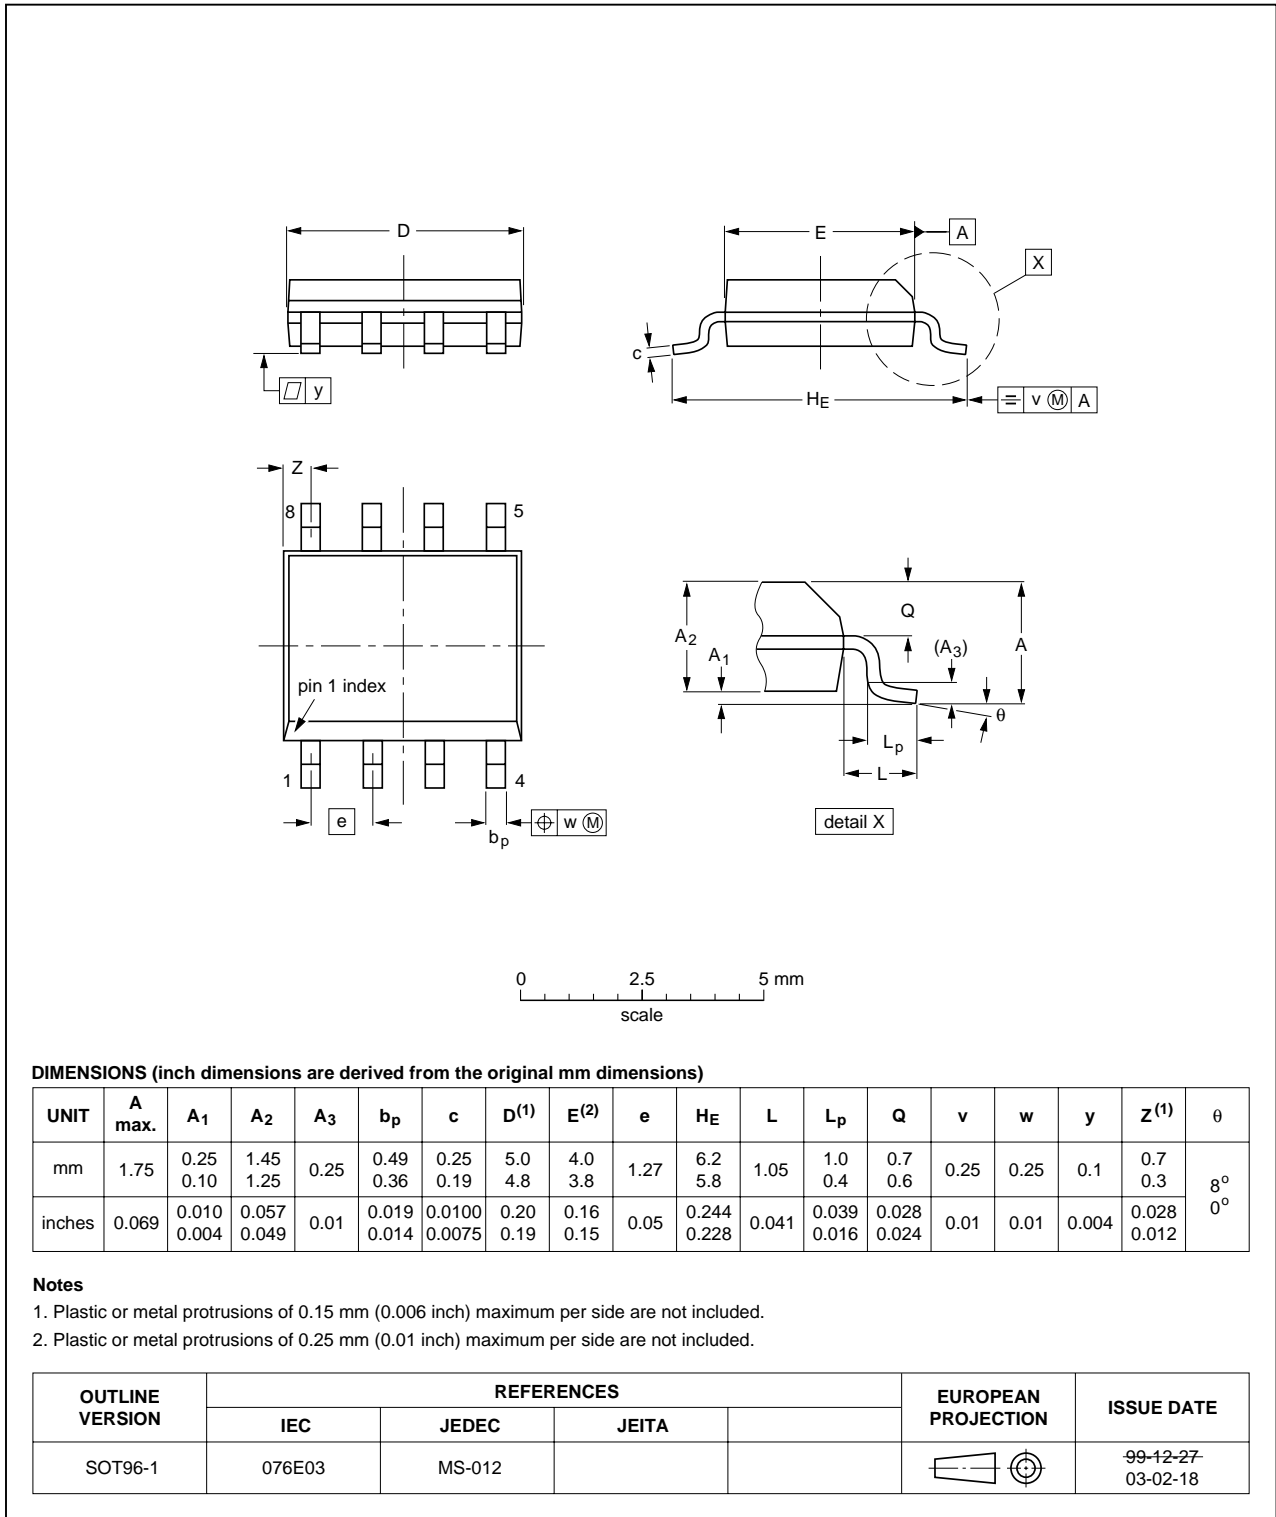 D
E
A
X
c
y
HE
v Ⓜ A
Z
8
5
pin 1 index
1
4
e
bp
w Ⓜ
A2
A1
Q
(A3)
A
θ
Lp
L
detail X
0 2.5 5 mm
scale
DIMENSIONS (inch dimensions are derived from the original mm dimensions)
UNIT A max. A1 A2 A3 bp c D(1) E(2) e HE L Lp Q v w y Z(1) θ
mm 1.75 0.25 0.10 1.45 1.25 0.25 0.49 0.36 0.25 0.19 5.0 4.8 4.0 3.8 1.27 6.2 5.8 1.05 1.0 0.4 0.7 0.6 0.25 0.25 0.1 0.7 0.3 8o 0o
inches 0.069 0.010 0.004 0.057 0.049 0.01 0.019 0.014 0.0100 0.0075 0.20 0.19 0.16 0.15 0.05 0.244 0.228 0.041 0.039 0.016 0.028 0.024 0.01 0.01 0.004 0.028 0.012
Notes
1. Plastic or metal protrusions of 0.15 mm (0.006 inch) maximum per side are not included.
2. Plastic or metal protrusions of 0.25 mm (0.01 inch) maximum per side are not included.
OUTLINE VERSION REFERENCES EUROPEAN PROJECTION ISSUE DATE
IEC JEDEC JEITA
SOT96-1 076E03 MS-012 99-12-27
03-02-18